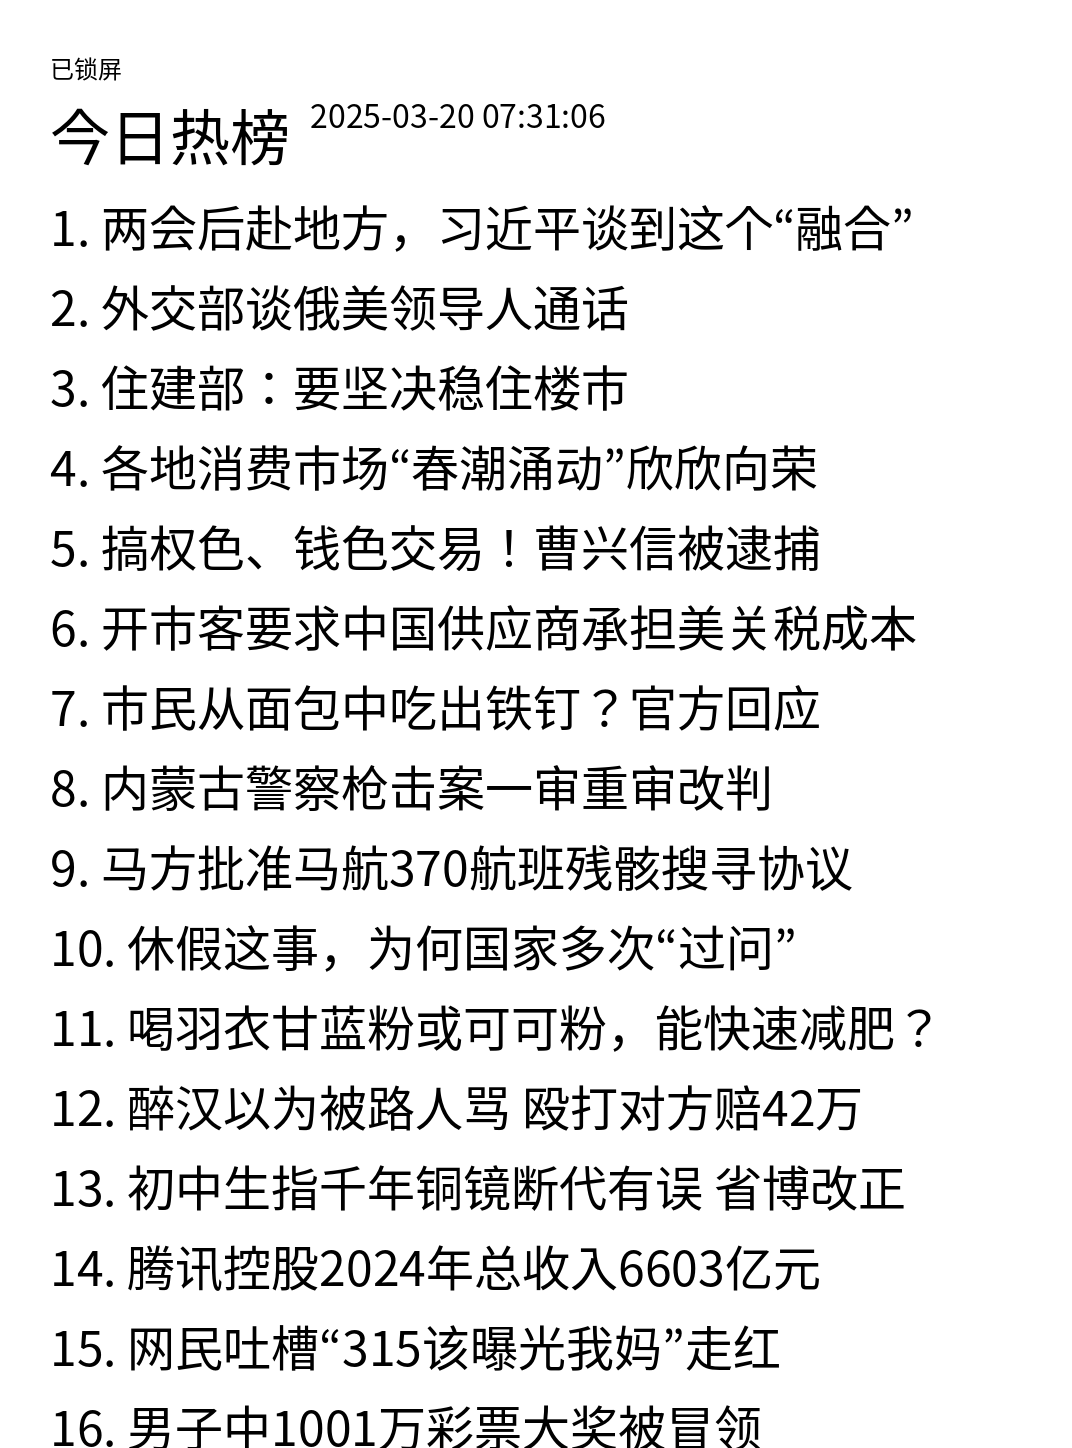 已锁屏
今日热榜 2025-03-20 07:31:06
1. 两会后赴地方，习近平谈到这个“融合”
2. 外交部谈俄美领导人通话
3. 住建部：要坚决稳住楼市
4. 各地消费市场“春潮涌动”欣欣向荣
5. 搞权色、钱色交易！曹兴信被逮捕
6. 开市客要求中国供应商承担美关税成本
7. 市民从面包中吃出铁钉？官方回应
8. 内蒙古警察枪击案一审重审改判
9. 马方批准马航370航班残骸搜寻协议
10. 休假这事，为何国家多次“过问”
11. 喝羽衣甘蓝粉或可可粉，能快速减肥？
12. 醉汉以为被路人骂 殴打对方赔42万
13. 初中生指千年铜镜断代有误 省博改正
14. 腾讯控股2024年总收入6603亿元
15. 网民吐槽“315该曝光我妈”走红
16. 男子中1001万彩票大奖被冒领